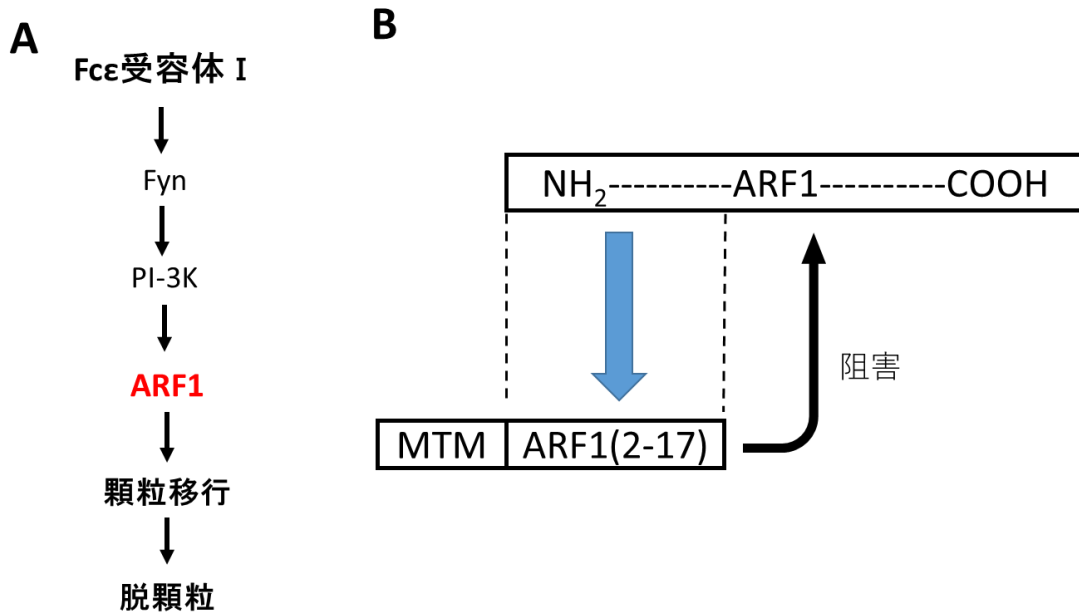 A
Fcε受容体 I
Fyn
PI-3K
ARF1
顆粒移行
脱顆粒
B
NH₂----------ARF1----------COOH
阻害
MTM ARF1(2-17)